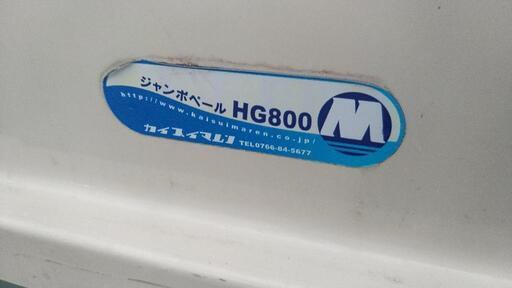 ジャンボペール HG800
http://www.kaisuimaren.co.jp/
カイスイマレン TEL0766-84-5677
M